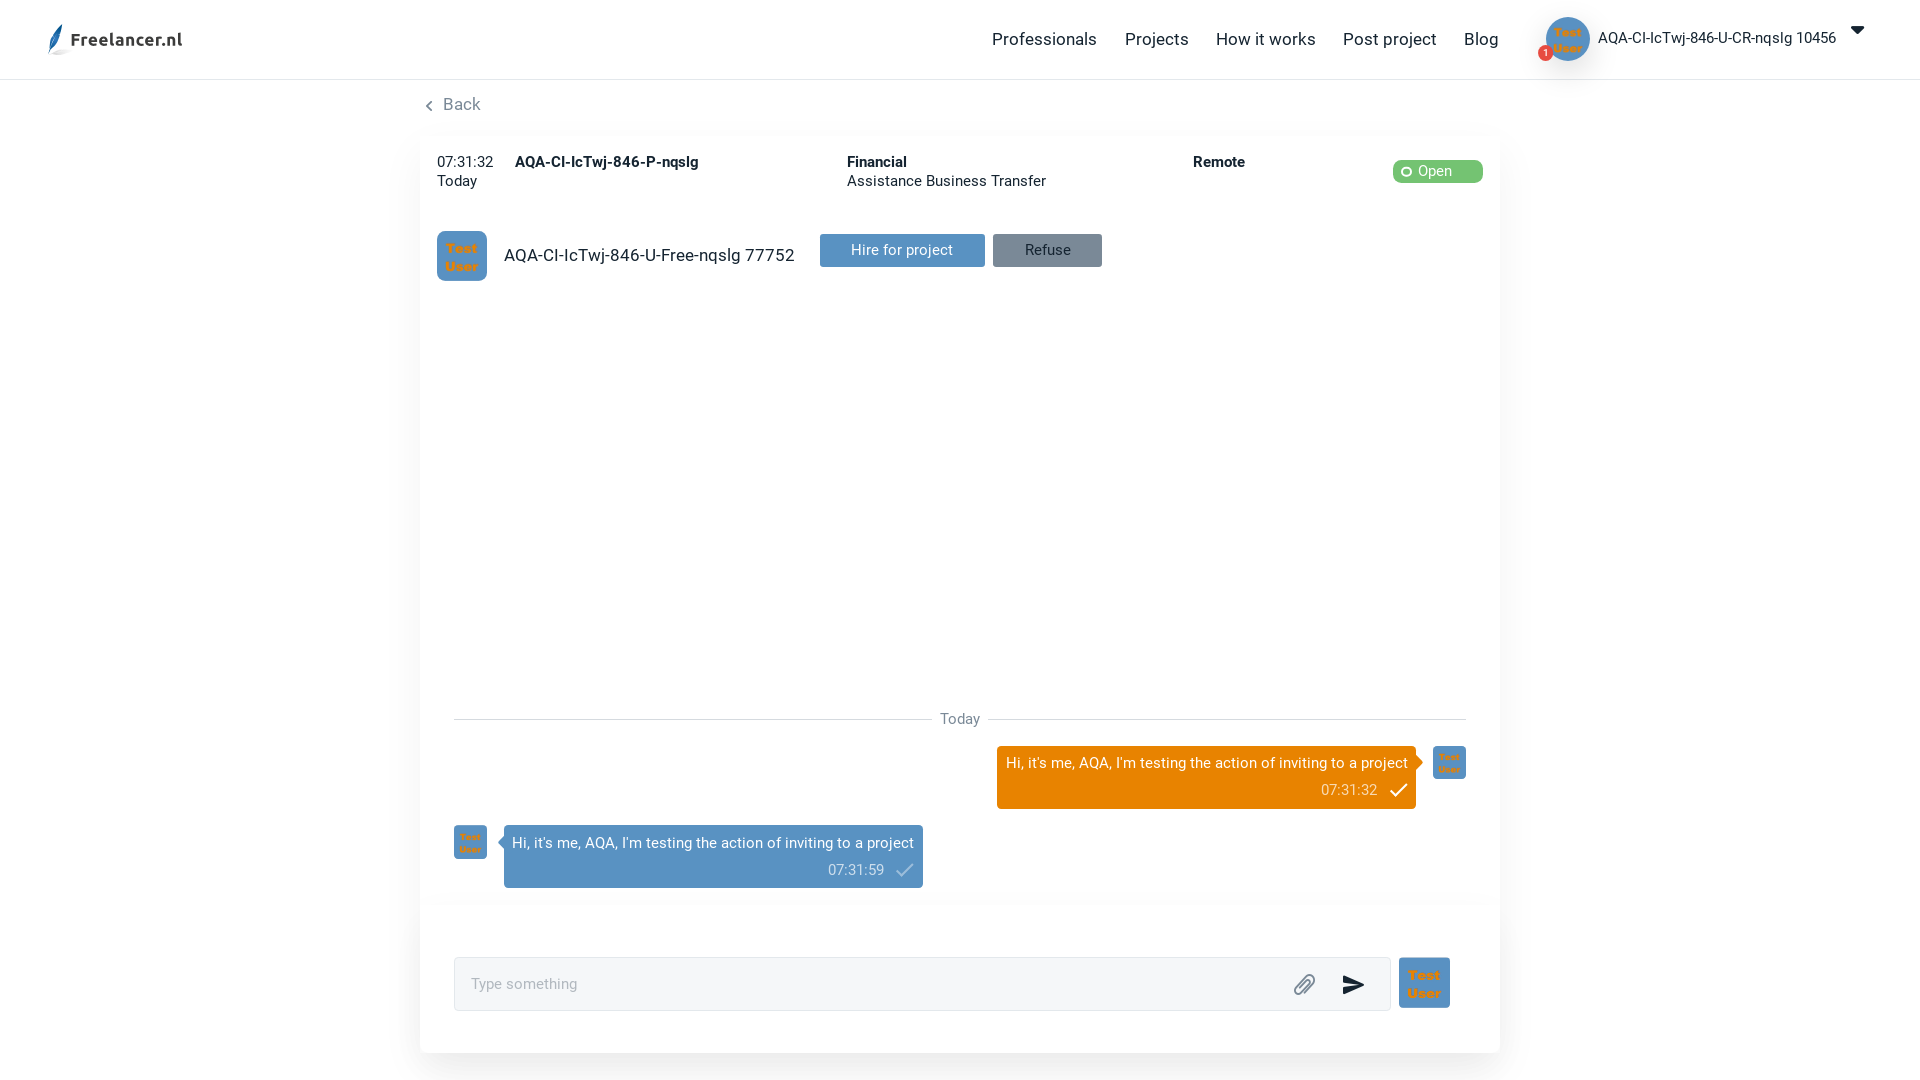 Freelancer.nl
Professionals
Projects
How it works
Post project
Blog
Test
User
1
AQA-CI-IcTwj-846-U-CR-nqslg 10456
Back
07:31:32
Today
AQA-CI-IcTwj-846-P-nqslg
Financial
Assistance Business Transfer
Remote
Open
Test
User
AQA-CI-IcTwj-846-U-Free-nqslg 77752
Hire for project
Refuse
Today
Hi, it's me, AQA, I'm testing the action of inviting to a project
07:31:32
Test
User
Test
User
Hi, it's me, AQA, I'm testing the action of inviting to a project
07:31:59
Type something
Test
User